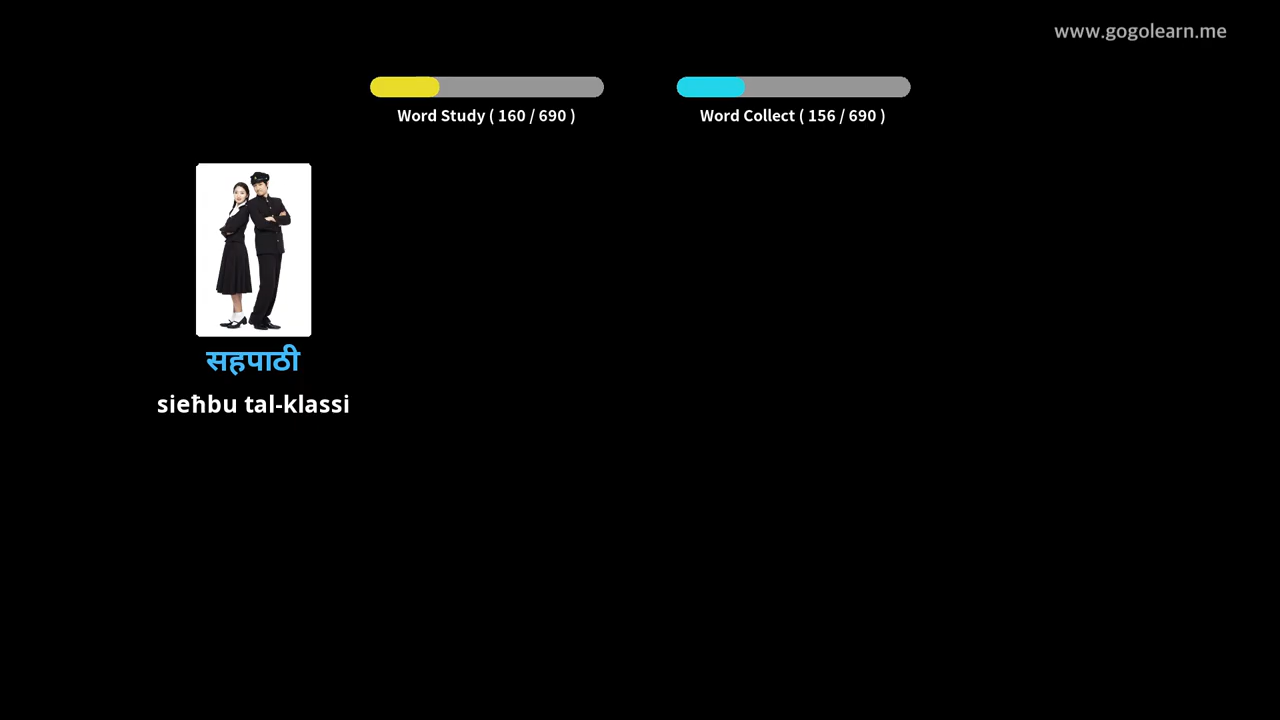 www.gogolearn.me
Word Study ( 160 / 690 )
Word Collect ( 156 / 690 )
सहपाठी
sieħbu tal-klassi